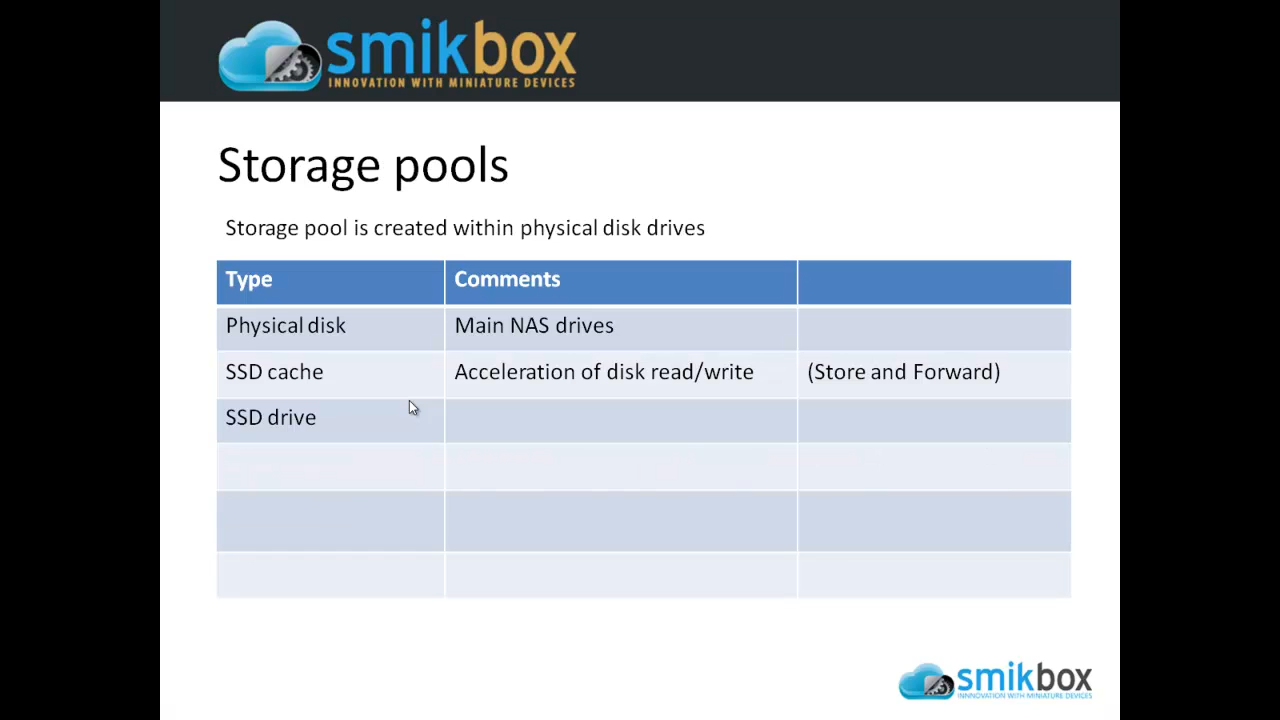 smikbox
INNOVATION WITH MINIATURE DEVICES
Storage pools
Storage pool is created within physical disk drives
Type Comments
Physical disk Main NAS drives
SSD cache Acceleration of disk read/write (Store and Forward)
SSD drive
smikbox
INNNOVATION WITH MINIATURE DEVICES